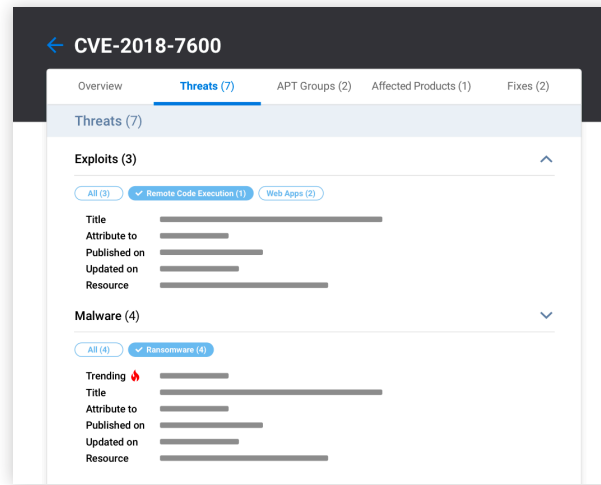 CVE-2018-7600
Overview Threats (7) APT Groups (2) Affected Products (1) Fixes (2)
Threats (7)
Exploits (3)
All (3) Remote Code Execution (1) Web Apps (2)
Title
Attribute to
Published on
Updated on
Resource
Malware (4)
All (4) Ransomware (4)
Trending
Title
Attribute to
Published on
Updated on
Resource